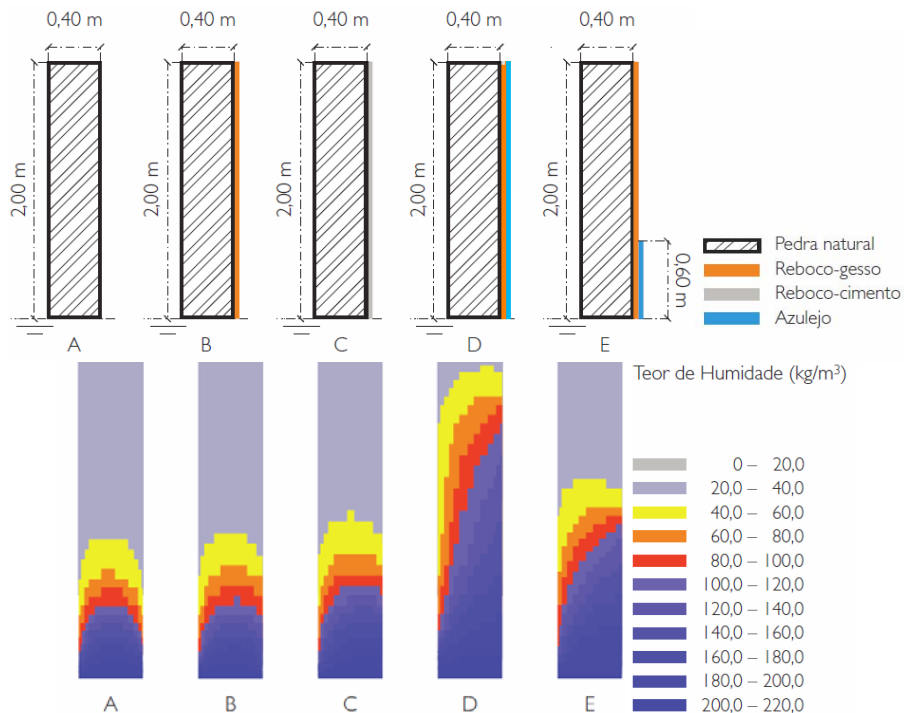 0,40 m 0,40 m 0,40 m 0,40 m 0,40 m
2,00 m 2,00 m 2,00 m 2,00 m 2,00 m
0,60 m
Pedra natural
Reboco-gesso
Reboco-cimento
Azulejo
A B C D E
Teor de Humidade (kg/m³)
0 – 20,0
20,0 – 40,0
40,0 – 60,0
60,0 – 80,0
80,0 – 100,0
100,0 – 120,0
120,0 – 140,0
140,0 – 160,0
160,0 – 180,0
180,0 – 200,0
200,0 – 220,0
A B C D E